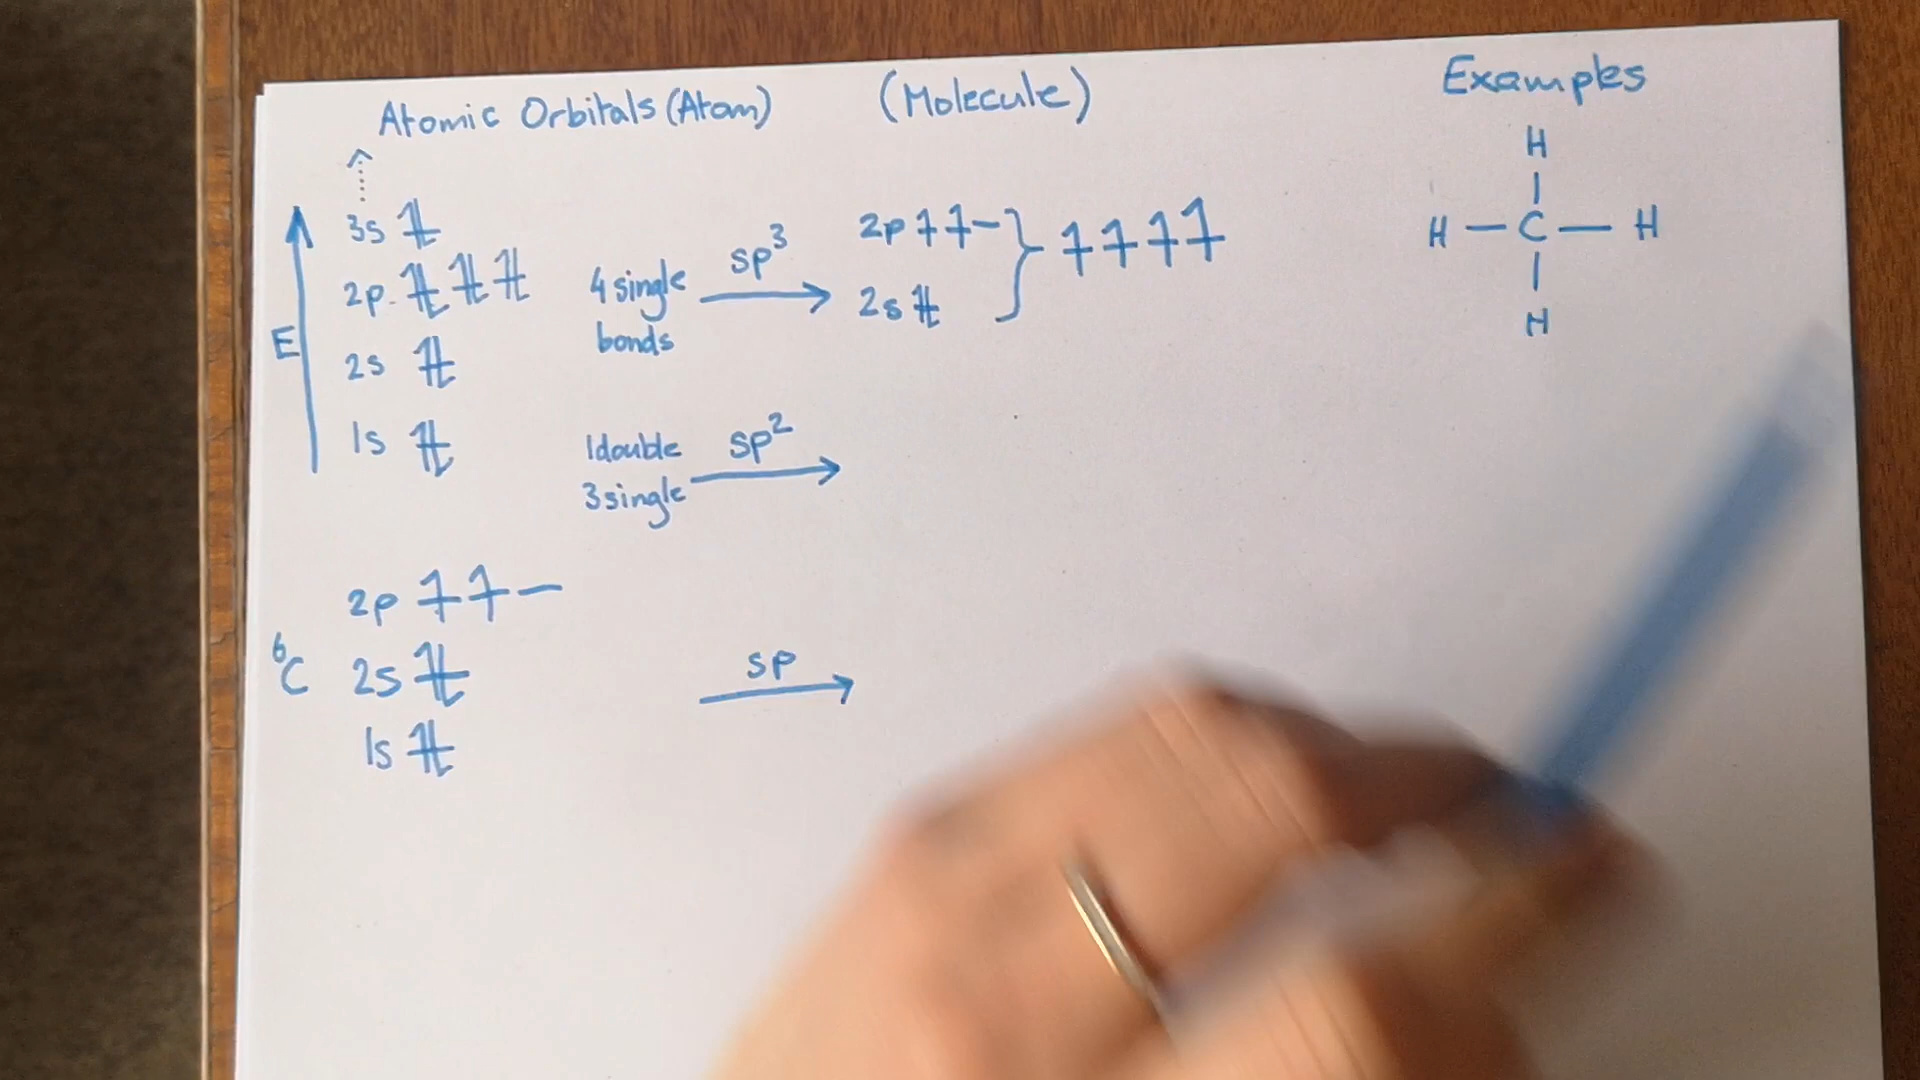 Atomic Orbitals (Atom) (Molecule) Examples
3s ⥮
2p ⥮ ⥮ ⥮
2s ⥮
1s ⥮
E
4 single
bonds
sp³
2p ↿ ↿ –
2s ⥮
} ↿ ↿ ↿ ↿
H
H – C – H
H
1double
3single
sp²
⁶C
2p ↿ ↿ –
2s ⥮
1s ⥮
sp